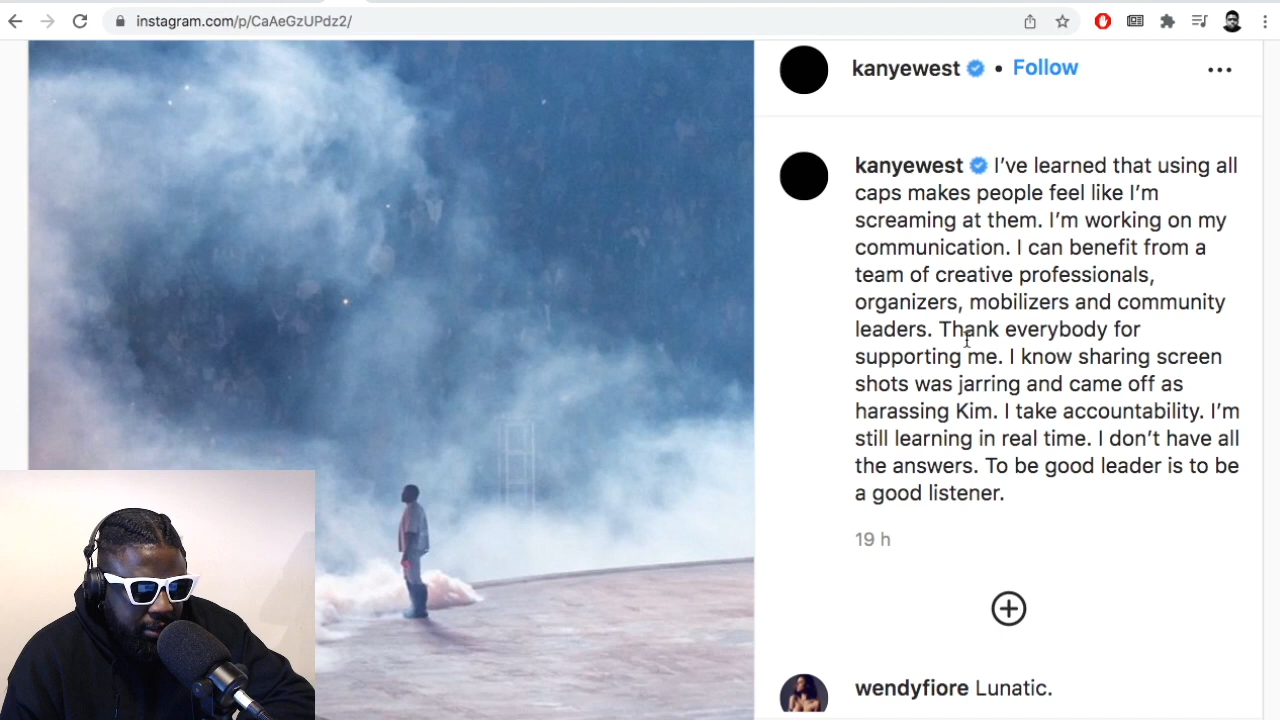 instagram.com/p/CaAeGzUPdz2/
kanyewest • Follow
kanyewest I’ve learned that using all
caps makes people feel like I’m
screaming at them. I’m working on my
communication. I can benefit from a
team of creative professionals,
organizers, mobilizers and community
leaders. Thank everybody for
supporting me. I know sharing screen
shots was jarring and came off as
harassing Kim. I take accountability. I’m
still learning in real time. I don’t have all
the answers. To be good leader is to be
a good listener.
19 h
wendyfiore Lunatic.